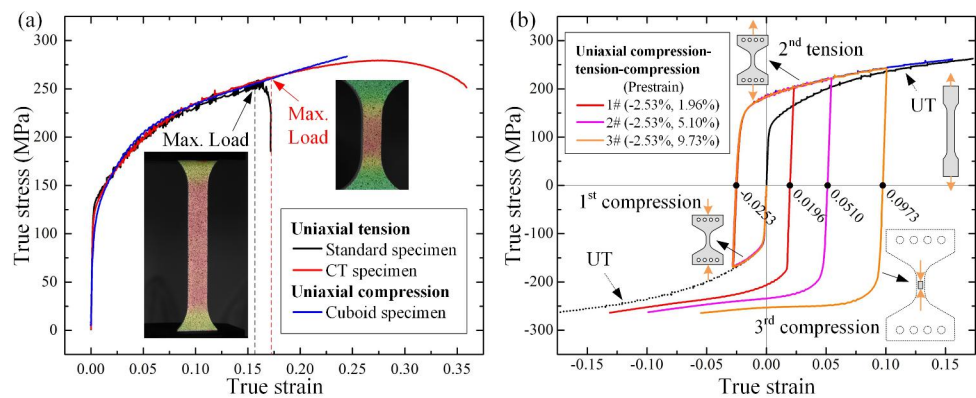 (a)
300
250
200
150
100
50
0
True stress (MPa)
0.00 0.05 0.10 0.15 0.20 0.25 0.30 0.35
True strain
Max. Load
Max. Load
Uniaxial tension
Standard specimen
CT specimen
Uniaxial compression
Cuboid specimen
(b)
300
200
100
0
-100
-200
-300
True stress (MPa)
-0.15 -0.10 -0.05 0.00 0.05 0.10 0.15
True strain
Uniaxial compression-
tension-compression
(Prestrain)
1# (-2.53%, 1.96%)
2# (-2.53%, 5.10%)
3# (-2.53%, 9.73%)
2nd tension
UT
1st compression
-0.0253
0.0196
0.0510
0.0973
UT
3rd compression